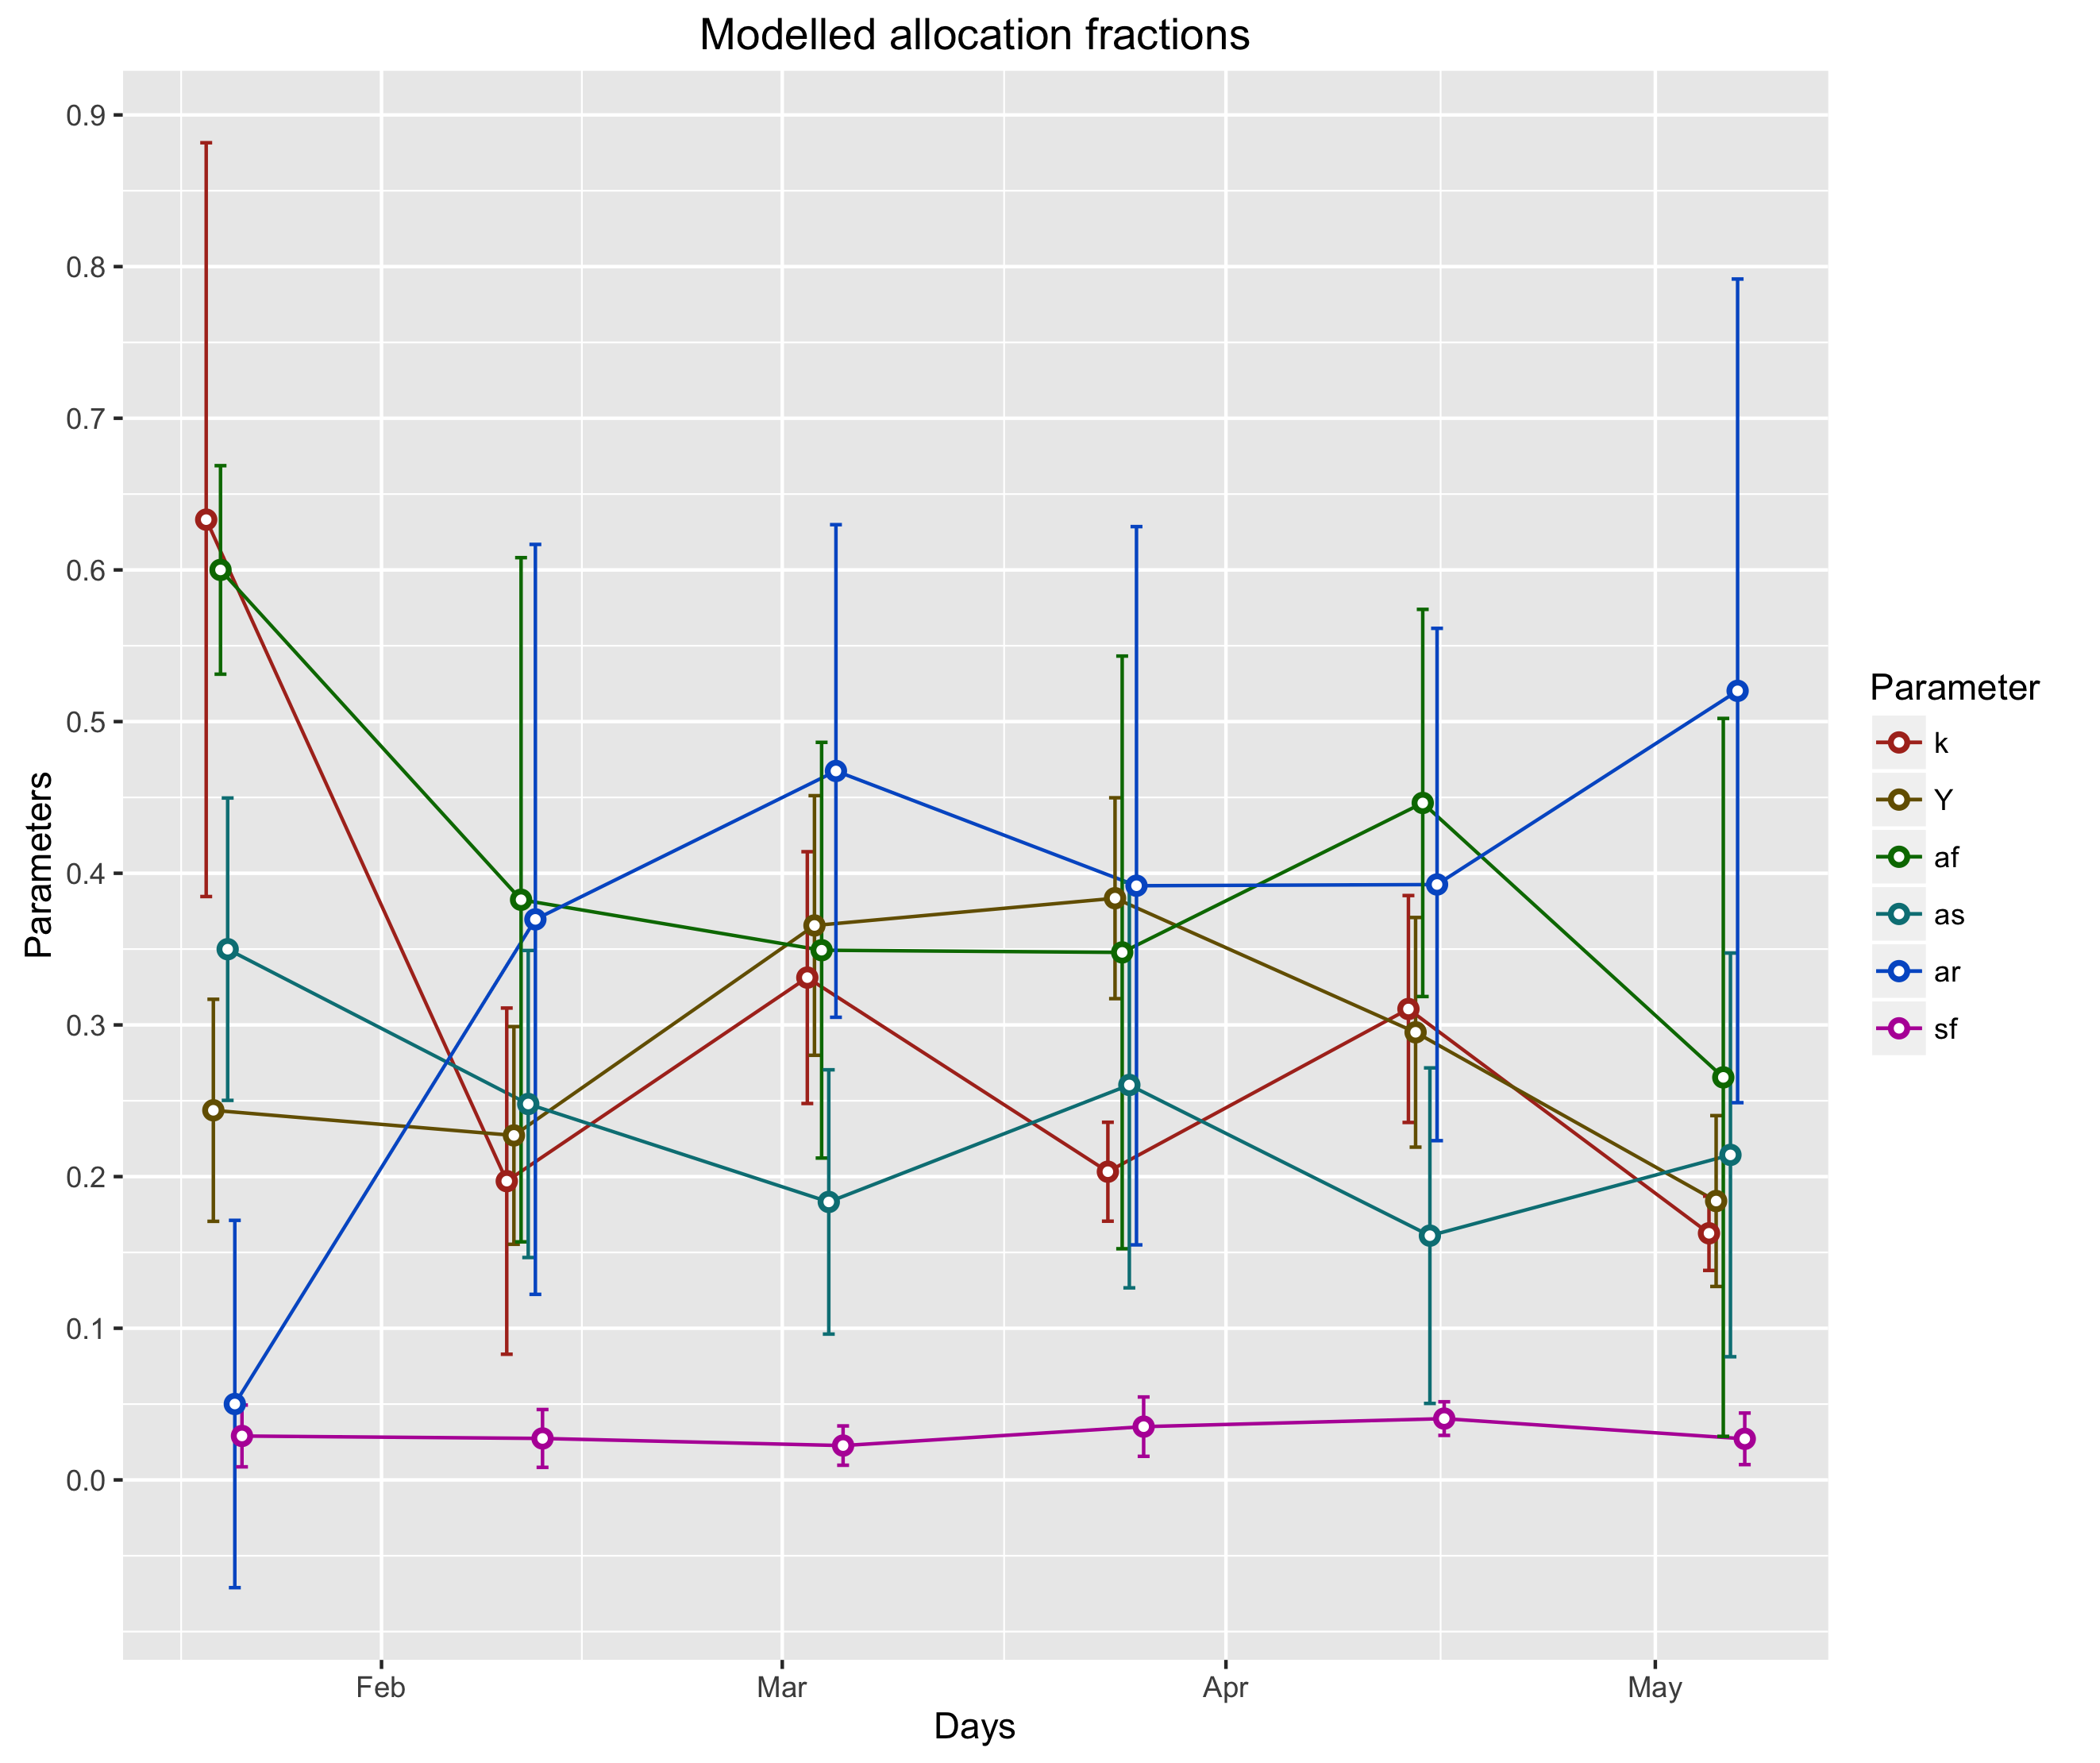 Modelled allocation fractions
0.9
0.8
0.7
0.6
0.5
0.4
0.3
0.2
0.1
0.0
Parameters
Feb Mar Apr May
Days
Parameter
k
Y
af
as
ar
sf